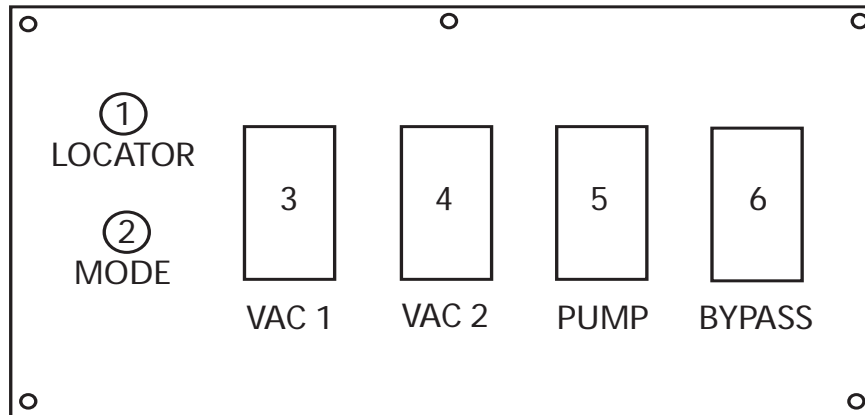 1
LOCATOR
2
MODE
3
4
5
6
VAC 1
VAC 2
PUMP
BYPASS